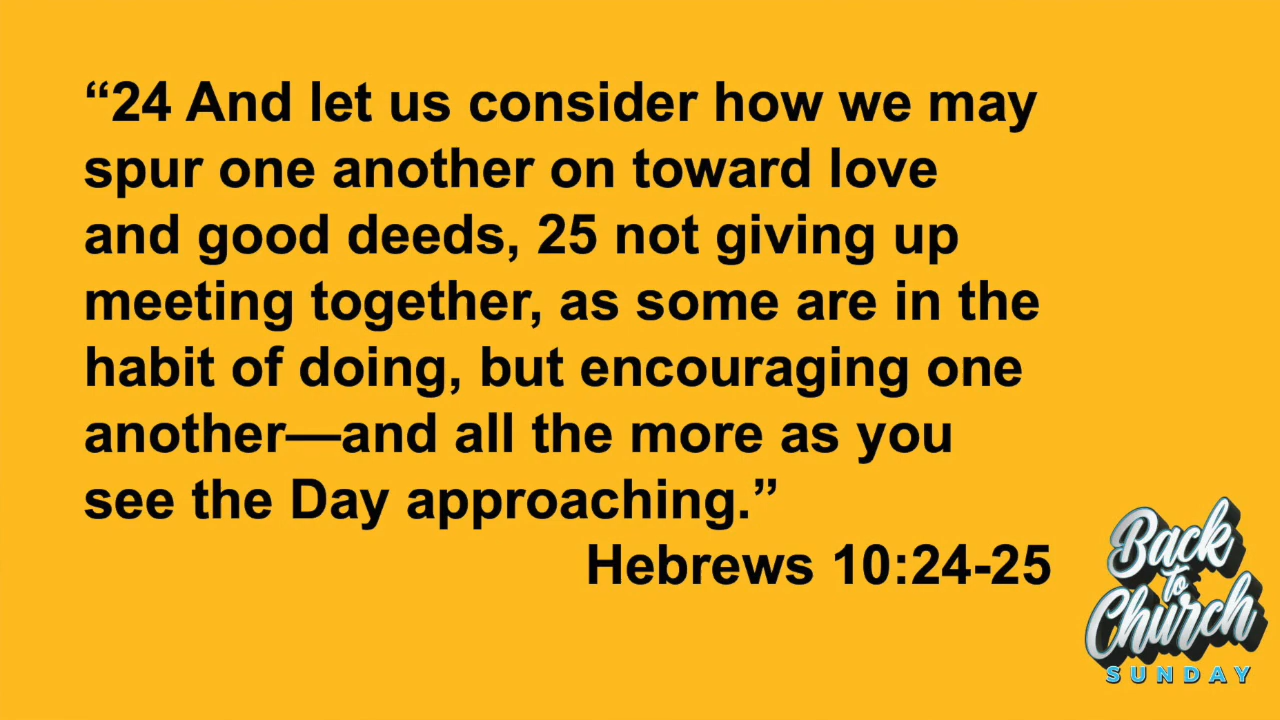 “24 And let us consider how we may
spur one another on toward love
and good deeds, 25 not giving up
meeting together, as some are in the
habit of doing, but encouraging one
another—and all the more as you
see the Day approaching.”
Hebrews 10:24-25
Back
to
Church
SUNDAY